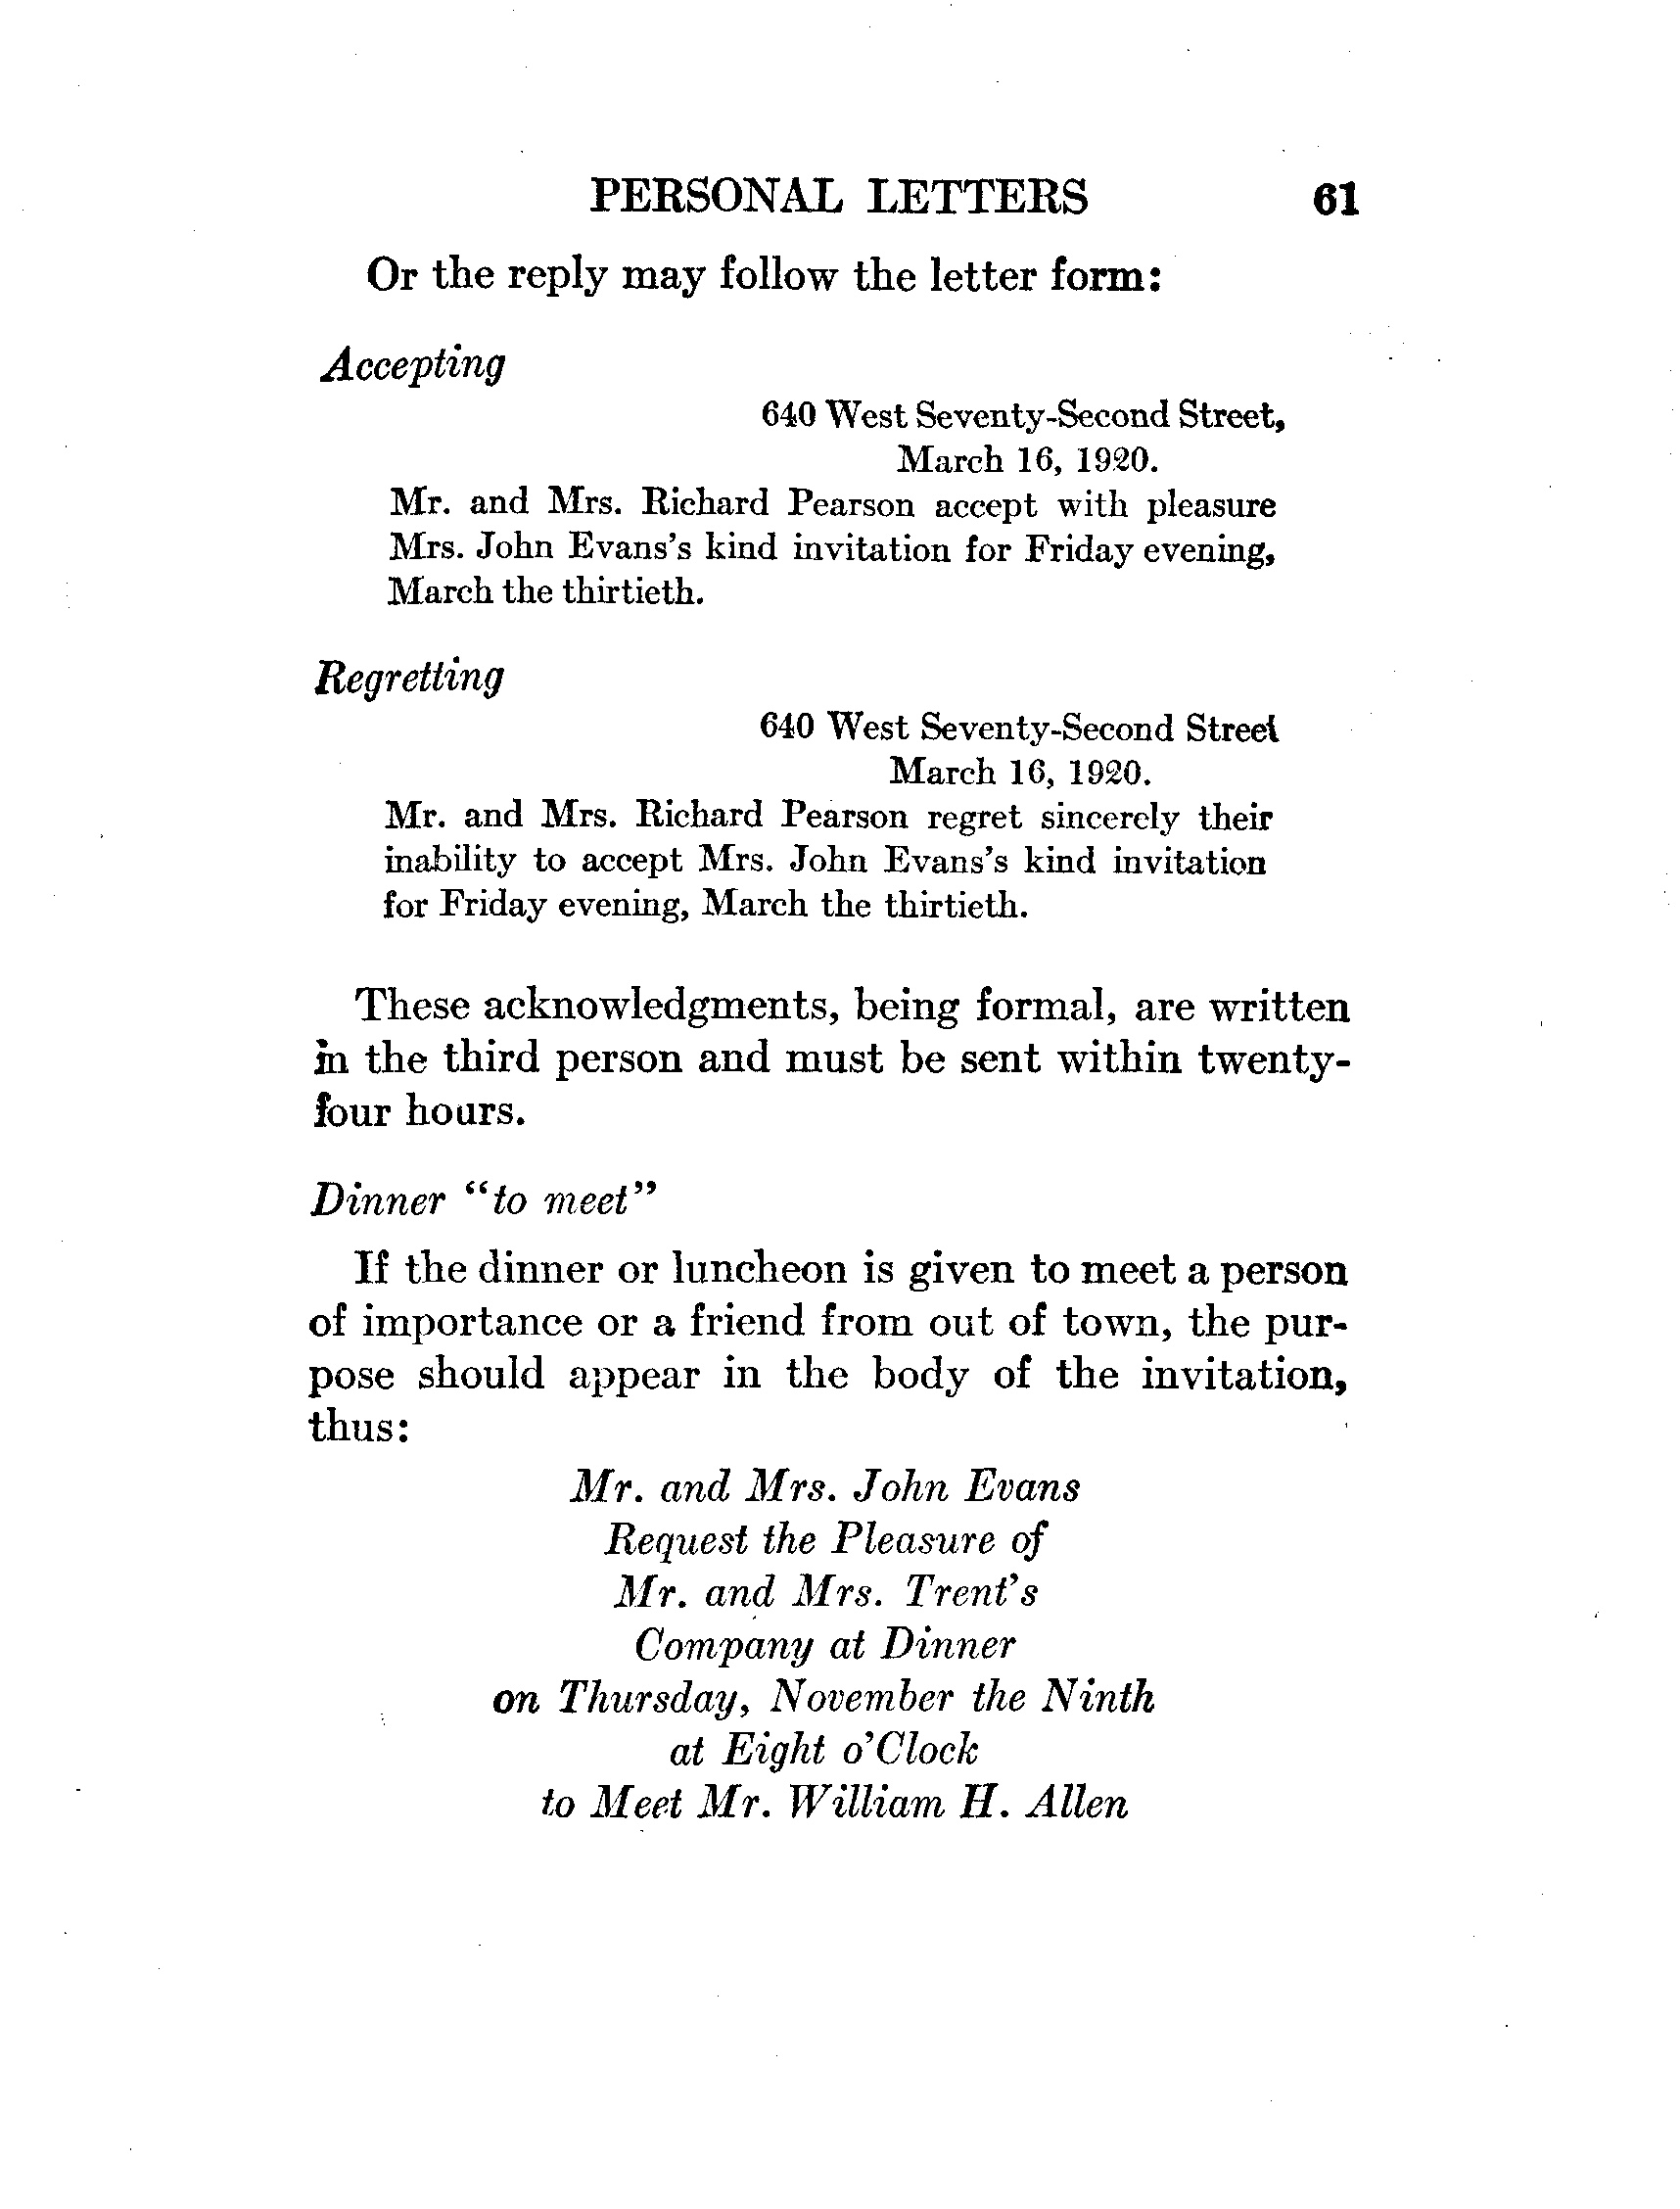 PERSONAL LETTERS 61
Or the reply may follow the letter form:
Accepting
640 West Seventy-Second Street,
March 16, 1920.
Mr. and Mrs. Richard Pearson accept with pleasure
Mrs. John Evans's kind invitation for Friday evening,
March the thirtieth.
Regretting
640 West Seventy-Second Street
March 16, 1920.
Mr. and Mrs. Richard Pearson regret sincerely their
inability to accept Mrs. John Evans's kind invitation
for Friday evening, March the thirtieth.
These acknowledgments, being formal, are written
in the third person and must be sent within twenty-
four hours.
Dinner “to meet”
If the dinner or luncheon is given to meet a person
of importance or a friend from out of town, the pur-
pose should appear in the body of the invitation,
thus:
Mr. and Mrs. John Evans
Request the Pleasure of
Mr. and Mrs. Trent's
Company at Dinner
on Thursday, November the Ninth
at Eight o'Clock
to Meet Mr. William H. Allen